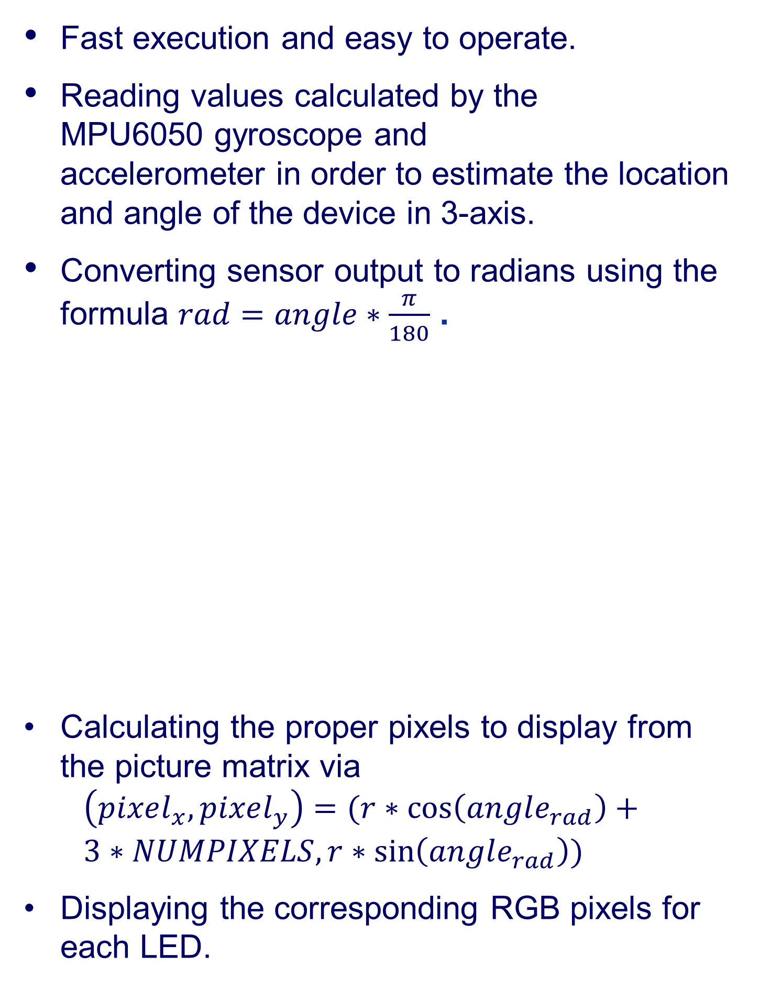 • Fast execution and easy to operate.
• Reading values calculated by the
MPU6050 gyroscope and
accelerometer in order to estimate the location
and angle of the device in 3-axis.
• Converting sensor output to radians using the
formula $rad = angle * \frac{\pi}{180}$ .
• Calculating the proper pixels to display from
the picture matrix via
$(pixel_x, pixel_y) = (r * \cos(angle_{rad}) +$
$3 * NUMPIXELS, r * \sin(angle_{rad}))$
• Displaying the corresponding RGB pixels for
each LED.